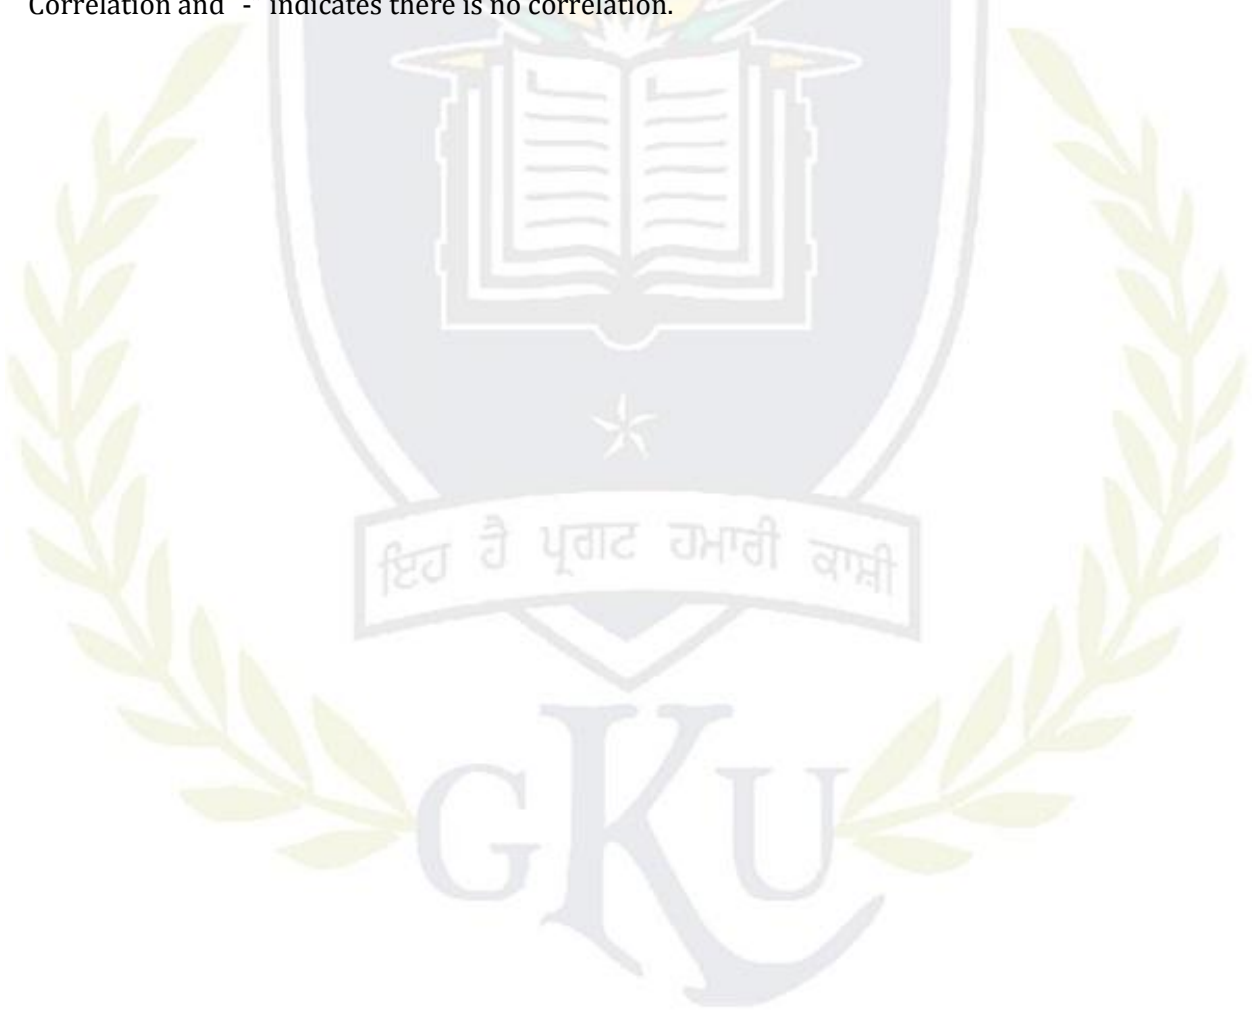 Correlation and - indicates there is no correlation.
ਇਹ ਹੈ ਪ੍ਰਗਟ ਹਮਾਰੀ ਕਾਸ਼ੀ
GKU